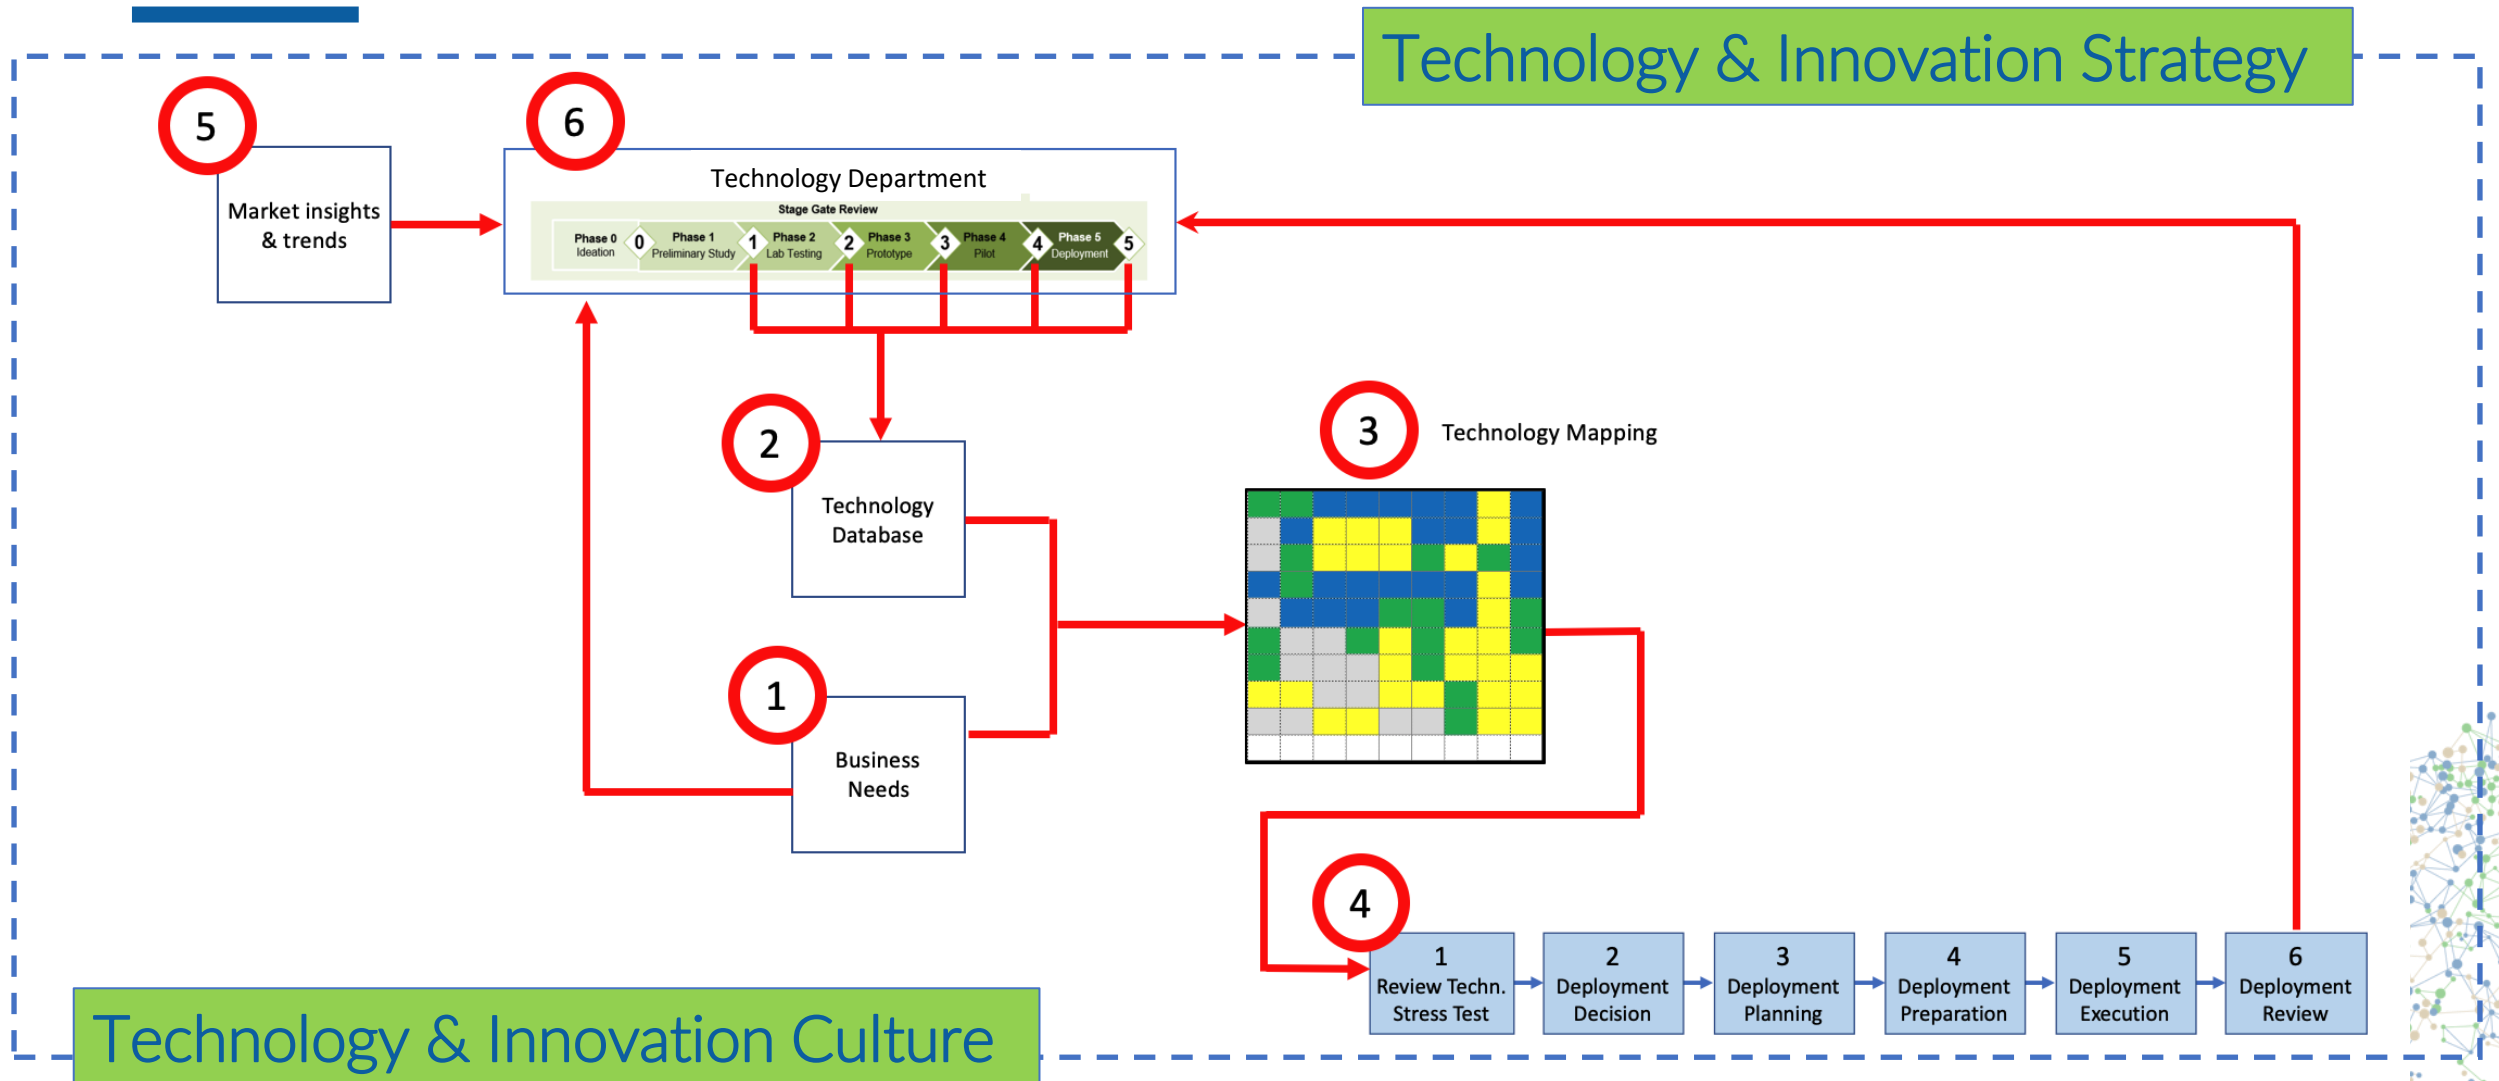 Technology & Innovation Strategy
5
Market insights
& trends
6
Technology Department
Stage Gate Review
Phase 0
Ideation
0
Phase 1
Preliminary Study
1
Phase 2
Lab Testing
2
Phase 3
Prototype
3
Phase 4
Pilot
4
Phase 5
Deployment
5
2
Technology
Database
3
Technology Mapping
1
Business
Needs
4
1
Review Techn.
Stress Test
2
Deployment
Decision
3
Deployment
Planning
4
Deployment
Preparation
5
Deployment
Execution
6
Deployment
Review
Technology & Innovation Culture